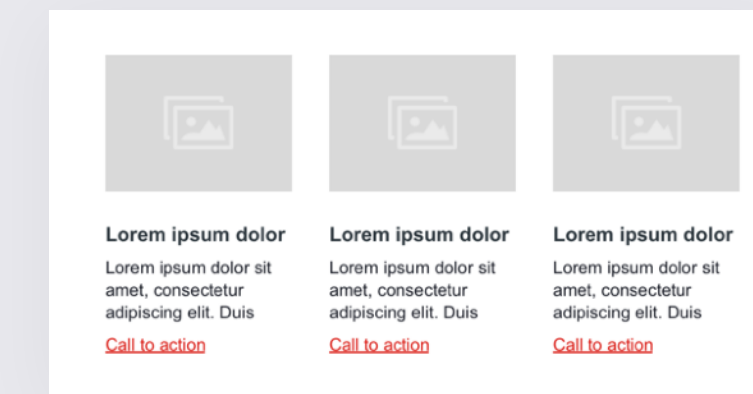 Lorem ipsum dolor
Lorem ipsum dolor sit
amet, consectetur
adipiscing elit. Duis
Call to action
Lorem ipsum dolor
Lorem ipsum dolor sit
amet, consectetur
adipiscing elit. Duis
Call to action
Lorem ipsum dolor
Lorem ipsum dolor sit
amet, consectetur
adipiscing elit. Duis
Call to action